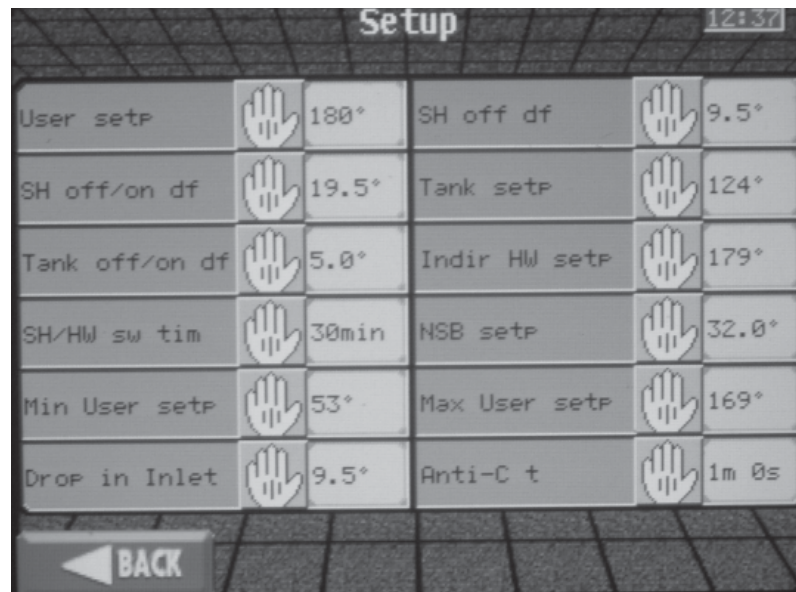 Setup
12:37
User setp 180° SH off df 9.5°
SH off/on df 19.5° Tank setp 124°
Tank off/on df 5.0° Indir HW setp 179°
SH/HW sw tim 30min NSB setp 32.0°
Min User setp 53° Max User setp 169°
Drop in Inlet 9.5° Anti-C t 1m 0s
BACK